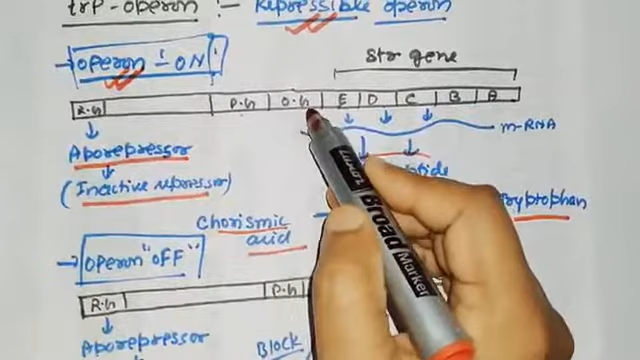 trp-operon :- Repressible operon
operon - 'ON'
Str gene
R.G P.G O.G E D C B A
m-RNA
Aporepressor
(Inactive repressor)
Tryptophan
Chorismic
acid
operon "OFF"
R.G P.G
Aporepressor
Block
Luxor
Broad
Marker